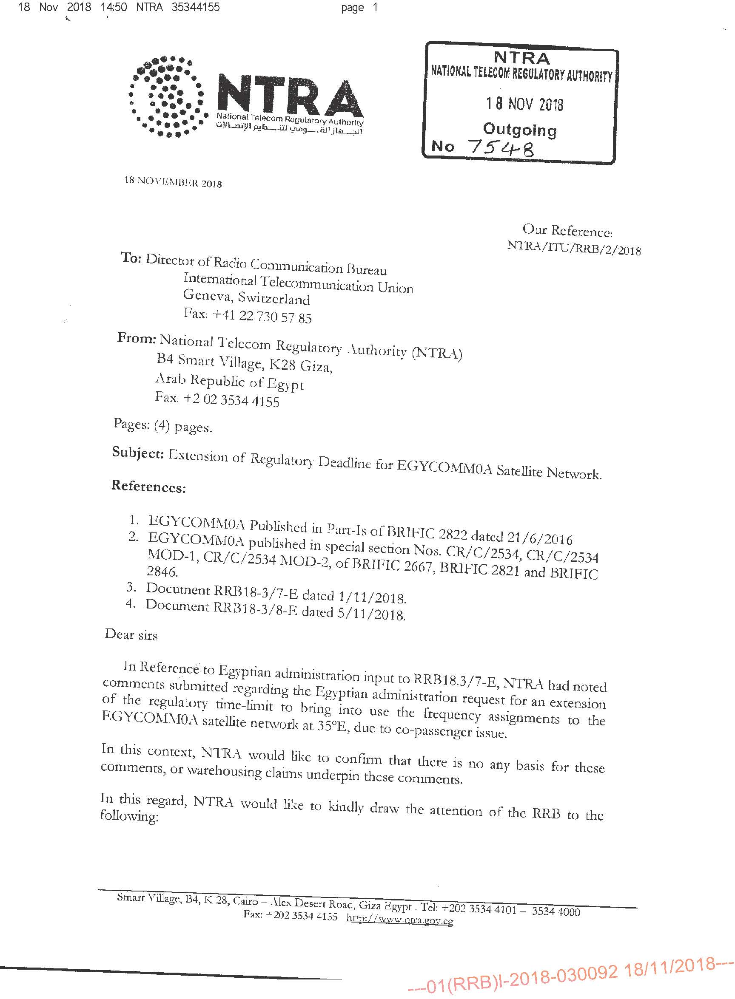 18 Nov 2018 14:50 NTRA 35344155 page 1
NTRA
National Telecom Regulatory Authority
الجهاز القومي لتنظيم الإتصالات
NTRA
NATIONAL TELECOM REGULATORY AUTHORITY
18 NOV 2018
Outgoing
No 7548
18 NOVEMBER 2018
Our Reference:
NTRA/ITU/RRB/2/2018
To: Director of Radio Communication Bureau
International Telecommunication Union
Geneva, Switzerland
Fax: +41 22 730 57 85
From: National Telecom Regulatory Authority (NTRA)
B4 Smart Village, K28 Giza,
Arab Republic of Egypt
Fax: +2 02 3534 4155
Pages: (4) pages.
Subject: Extension of Regulatory Deadline for EGYCOMM0A Satellite Network.
References:
1. EGYCOMM0A Published in Part-Is of BRIFIC 2822 dated 21/6/2016
2. EGYCOMM0A published in special section Nos. CR/C/2534, CR/C/2534
MOD-1, CR/C/2534 MOD-2, of BRIFIC 2667, BRIFIC 2821 and BRIFIC
2846.
3. Document RRB18-3/7-E dated 1/11/2018.
4. Document RRB18-3/8-E dated 5/11/2018.
Dear sirs
In Reference to Egyptian administration input to RRB18.3/7-E, NTRA had noted
comments submitted regarding the Egyptian administration request for an extension
of the regulatory time-limit to bring into use the frequency assignments to the
EGYCOMM0A satellite network at 35°E, due to co-passenger issue.
In this context, NTRA would like to confirm that there is no any basis for these
comments, or warehousing claims underpin these comments.
In this regard, NTRA would like to kindly draw the attention of the RRB to the
following:
Smart Village, B4, K 28, Cairo – Alex Desert Road, Giza Egypt . Tel: +202 3534 4101 – 3534 4000
Fax: +202 3534 4155 http://www.ntra.gov.eg
---01(RRB)I-2018-030092 18/11/2018---